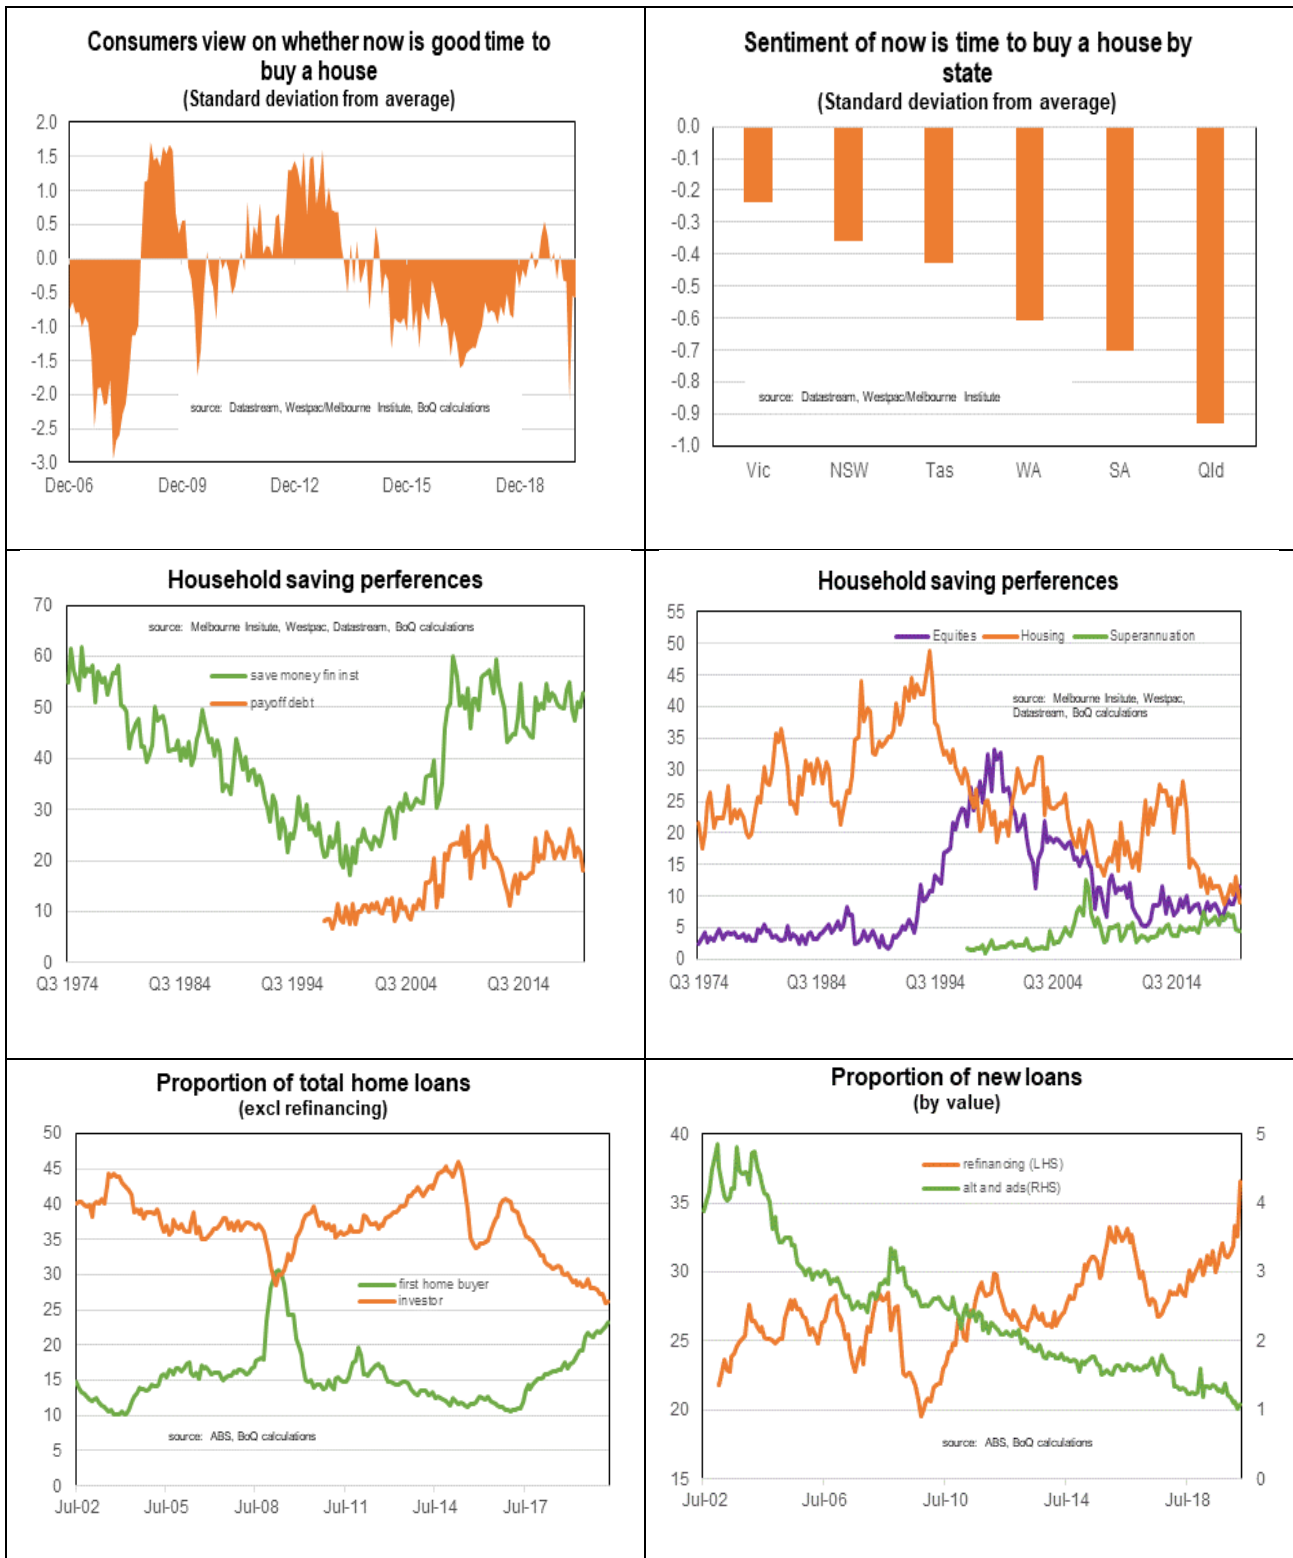 Consumers view on whether now is good time to
buy a house
(Standard deviation from average)
2.0
1.5
1.0
0.5
0.0
-0.5
-1.0
-1.5
-2.0
-2.5
-3.0
source: Datastream, Westpac/Melbourne Institute, BoQ calculations
Dec-06 Dec-09 Dec-12 Dec-15 Dec-18
Sentiment of now is time to buy a house by
state
(Standard deviation from average)
0.0
-0.1
-0.2
-0.3
-0.4
-0.5
-0.6
-0.7
-0.8
-0.9
-1.0
source: Datastream, Westpac/Melbourne Institute
Vic NSW Tas WA SA Qld
Household saving perferences
70
60
50
40
30
20
10
0
source: Melbourne Insitute, Westpac, Datastream, BoQ calculations
save money fin inst
payoff debt
Q3 1974 Q3 1984 Q3 1994 Q3 2004 Q3 2014
Household saving perferences
55
50
45
40
35
30
25
20
15
10
5
0
Equities Housing Superannuation
source: Melbourne Insitute, Westpac,
Datastream, BoQ calculations
Q3 1974 Q3 1984 Q3 1994 Q3 2004 Q3 2014
Proportion of total home loans
(excl refinancing)
50
45
40
35
30
25
20
15
10
5
0
first home buyer
investor
source: ABS, BoQ calculations
Jul-02 Jul-05 Jul-08 Jul-11 Jul-14 Jul-17
Proportion of new loans
(by value)
40
35
30
25
20
15
refinancing (LHS)
alt and ads(RHS)
5
4
3
2
1
0
source: ABS, BoQ calculations
Jul-02 Jul-06 Jul-10 Jul-14 Jul-18